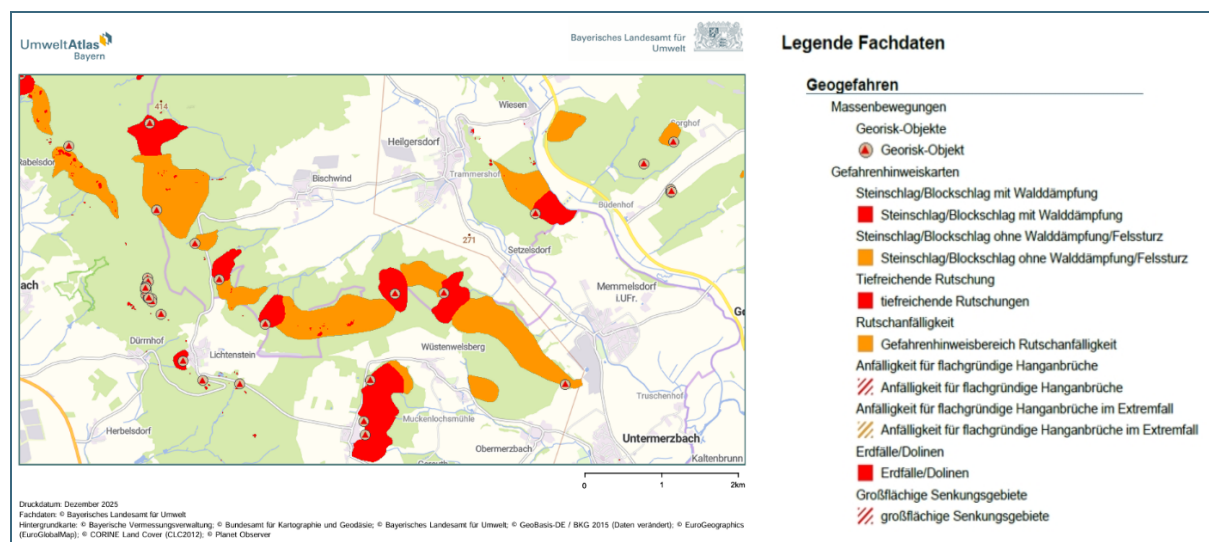 UmweltAtlas
Bayern
Bayerisches Landesamt für
Umwelt
414
Wiesen
Heilgersdorf
Rabelsdorf
Trammershof
Bischwind
Büdenhof
271
Setzelsdorf
Memmelsdorf
i.UFr.
ach
Gu
Dürrnhof
Lichtenstein
Wüstenwelsberg
Truschenhof
Muckenlochsmühle
Herbelsdorf
Untermerzbach
Obermerzbach
Kaltenbrunn
0 1 2km
Druckdatum: Dezember 2025
Fachdaten: © Bayerisches Landesamt für Umwelt
Hintergrundkarte: © Bayerische Vermessungsverwaltung; © Bundesamt für Kartographie und Geodäsie; © Bayerisches Landesamt für Umwelt; © GeoBasis-DE / BKG 2015 (Daten verändert); © EuroGeographics
(EuroGlobalMap); © CORINE Land Cover (CLC2012); © Planet Observer
Legende Fachdaten
Geogefahren
Massenbewegungen
Georisk-Objekte
Georisk-Objekt
Gefahrenhinweiskarten
Steinschlag/Blockschlag mit Walddämpfung
Steinschlag/Blockschlag mit Walddämpfung
Steinschlag/Blockschlag ohne Walddämpfung/Felssturz
Steinschlag/Blockschlag ohne Walddämpfung/Felssturz
Tiefreichende Rutschung
tiefreichende Rutschungen
Rutschanfälligkeit
Gefahrenhinweisbereich Rutschanfälligkeit
Anfälligkeit für flachgründige Hanganbrüche
Anfälligkeit für flachgründige Hanganbrüche
Anfälligkeit für flachgründige Hanganbrüche im Extremfall
Anfälligkeit für flachgründige Hanganbrüche im Extremfall
Erdfälle/Dolinen
Erdfälle/Dolinen
Großflächige Senkungsgebiete
großflächige Senkungsgebiete